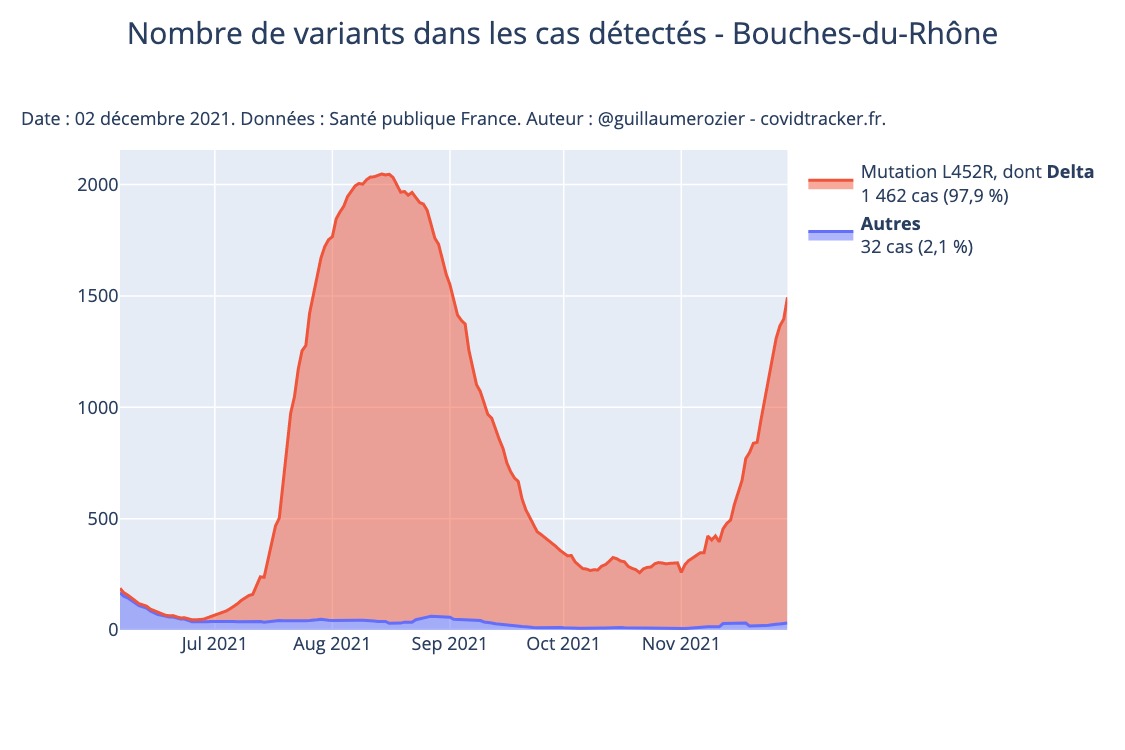 Nombre de variants dans les cas détectés - Bouches-du-Rhône
Date : 02 décembre 2021. Données : Santé publique France. Auteur : @guillaumerozier - covidtracker.fr.
Mutation L452R, dont Delta
1 462 cas (97,9 %)
Autres
32 cas (2,1 %)
2000
1500
1000
500
0
Jul 2021 Aug 2021 Sep 2021 Oct 2021 Nov 2021